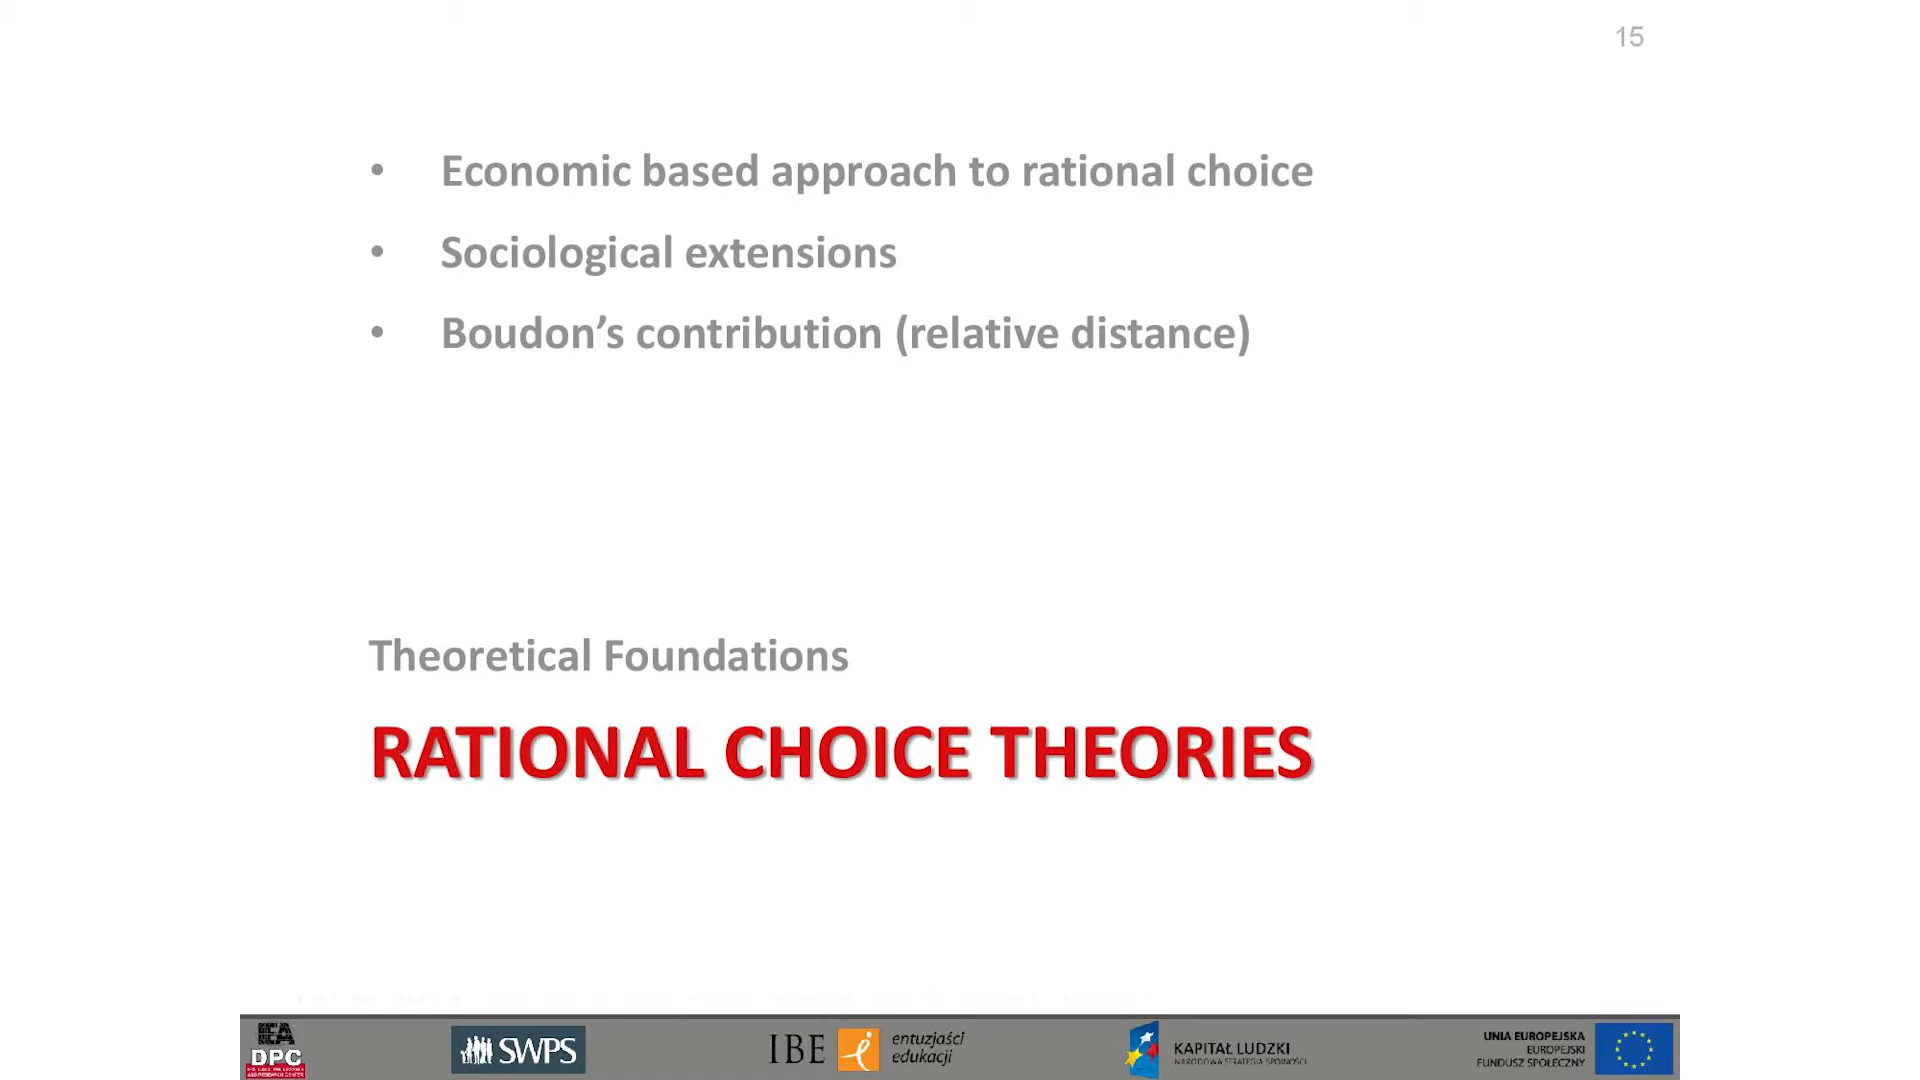 15
• Economic based approach to rational choice
• Sociological extensions
• Boudon’s contribution (relative distance)
Theoretical Foundations
RATIONAL CHOICE THEORIES
IEA
DPC
SWPS
IBE
entuzjaści
edukacji
KAPITAŁ LUDZKI
NARODOWA STRATEGIA SPÓJNOŚCI
UNIA EUROPEJSKA
EUROPEJSKI
FUNDUSZ SPOŁECZNY